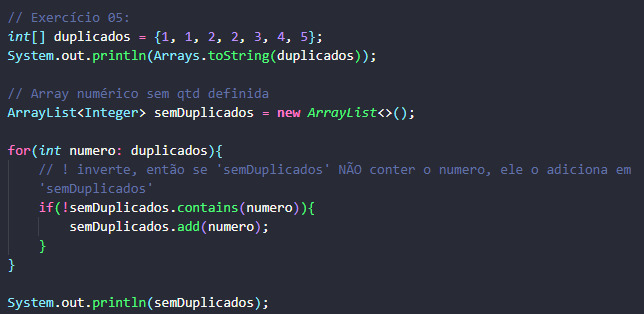 // Exercício 05:
int[] duplicados = {1, 1, 2, 2, 3, 4, 5};
System.out.println(Arrays.toString(duplicados));
// Array numérico sem qtd definida
ArrayList<Integer> semDuplicados = new ArrayList<>();
for(int numero: duplicados){
// ! inverte, então se 'semDuplicados' NÃO conter o numero, ele o adiciona em
'semDuplicados'
if(!semDuplicados.contains(numero)){
semDuplicados.add(numero);
}
}
System.out.println(semDuplicados);